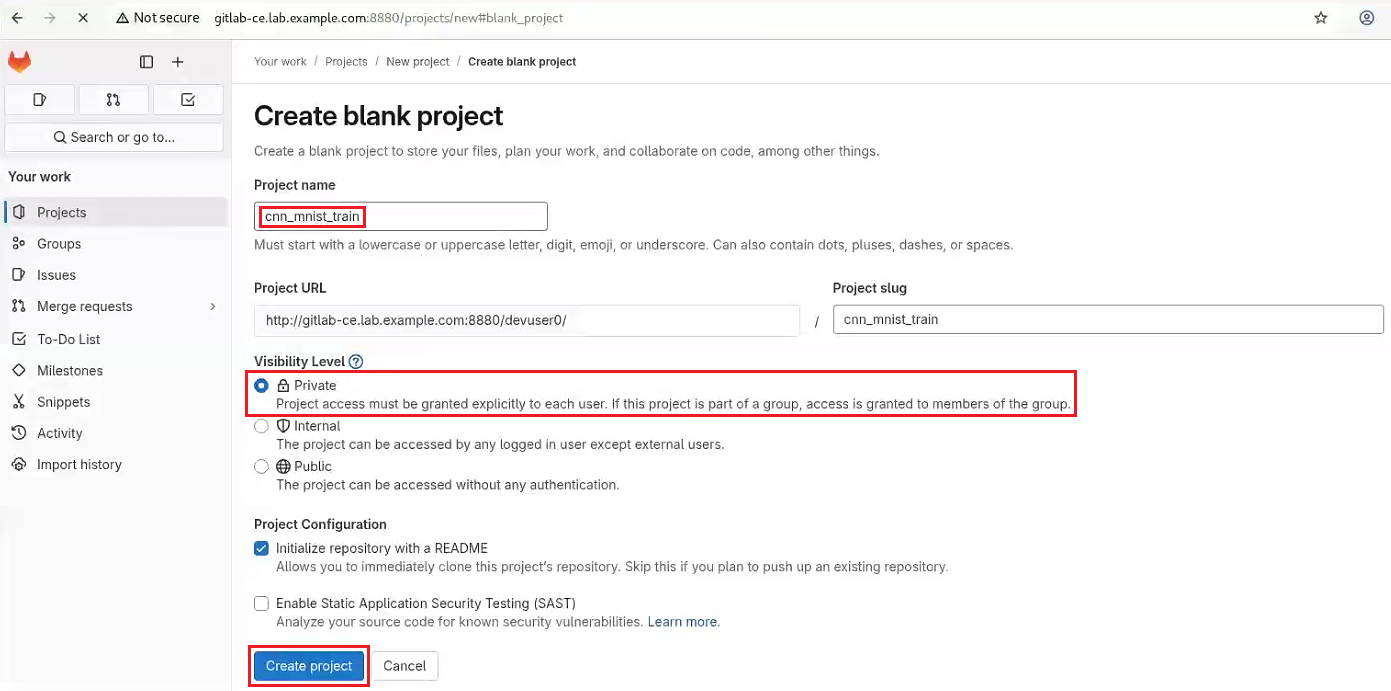 Not secure gitlab-ce.lab.example.com:8880/projects/new#blank_project
Your work / Projects / New project / Create blank project
Search or go to...
Your work
Projects
Groups
Issues
Merge requests
To-Do List
Milestones
Snippets
Activity
Import history
Create blank project
Create a blank project to store your files, plan your work, and collaborate on code, among other things.
Project name
cnn_mnist_train
Must start with a lowercase or uppercase letter, digit, emoji, or underscore. Can also contain dots, pluses, dashes, or spaces.
Project URL
http://gitlab-ce.lab.example.com:8880/devuser0/
/
Project slug
cnn_mnist_train
Visibility Level
Private
Project access must be granted explicitly to each user. If this project is part of a group, access is granted to members of the group.
Internal
The project can be accessed by any logged in user except external users.
Public
The project can be accessed without any authentication.
Project Configuration
Initialize repository with a README
Allows you to immediately clone this project's repository. Skip this if you plan to push up an existing repository.
Enable Static Application Security Testing (SAST)
Analyze your source code for known security vulnerabilities. Learn more.
Create project Cancel